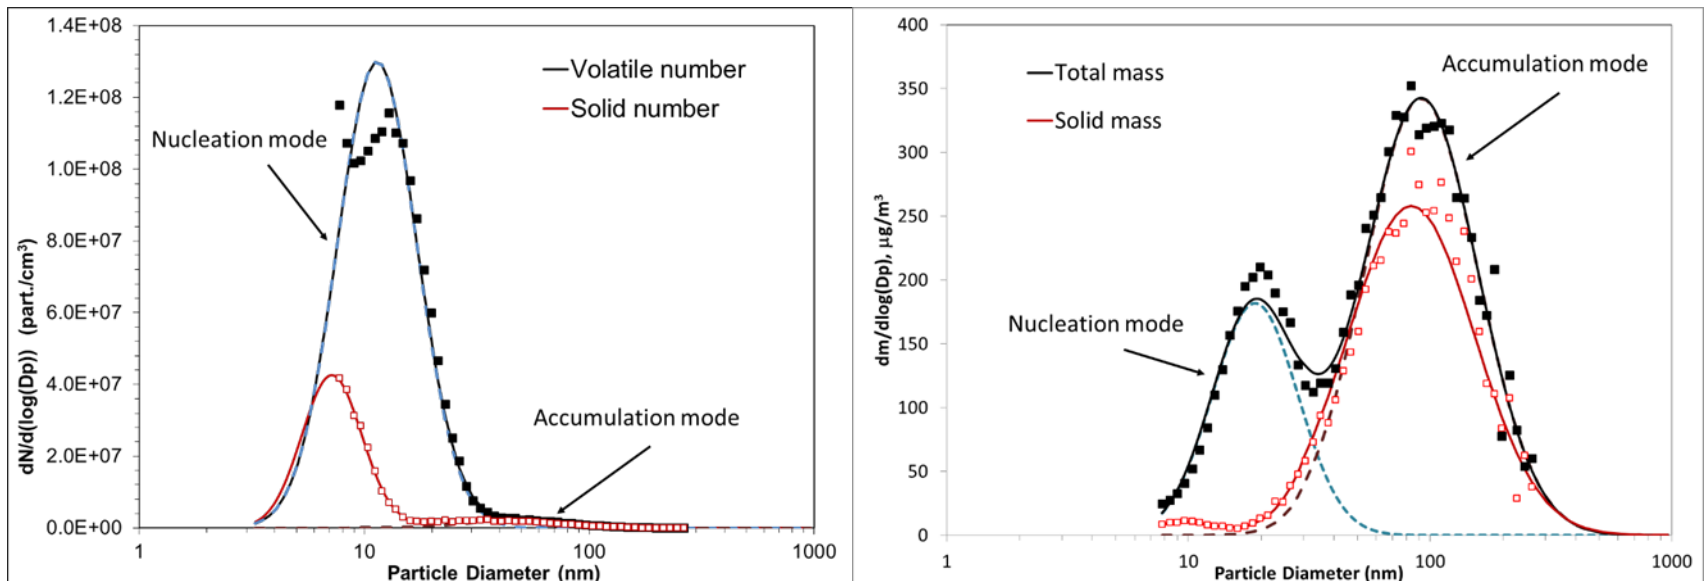 1.4E+08
1.2E+08
1.0E+08
8.0E+07
6.0E+07
4.0E+07
2.0E+07
0.0E+00
dN/d(log(Dp)) (part./cm³)
Volatile number
Solid number
Nucleation mode
Accumulation mode
1 10 100 1000
Particle Diameter (nm)
400
350
300
250
200
150
100
50
0
dm/dlog(Dp), µg/m³
Total mass
Solid mass
Accumulation mode
Nucleation mode
1 10 100 1000
Particle Diameter (nm)